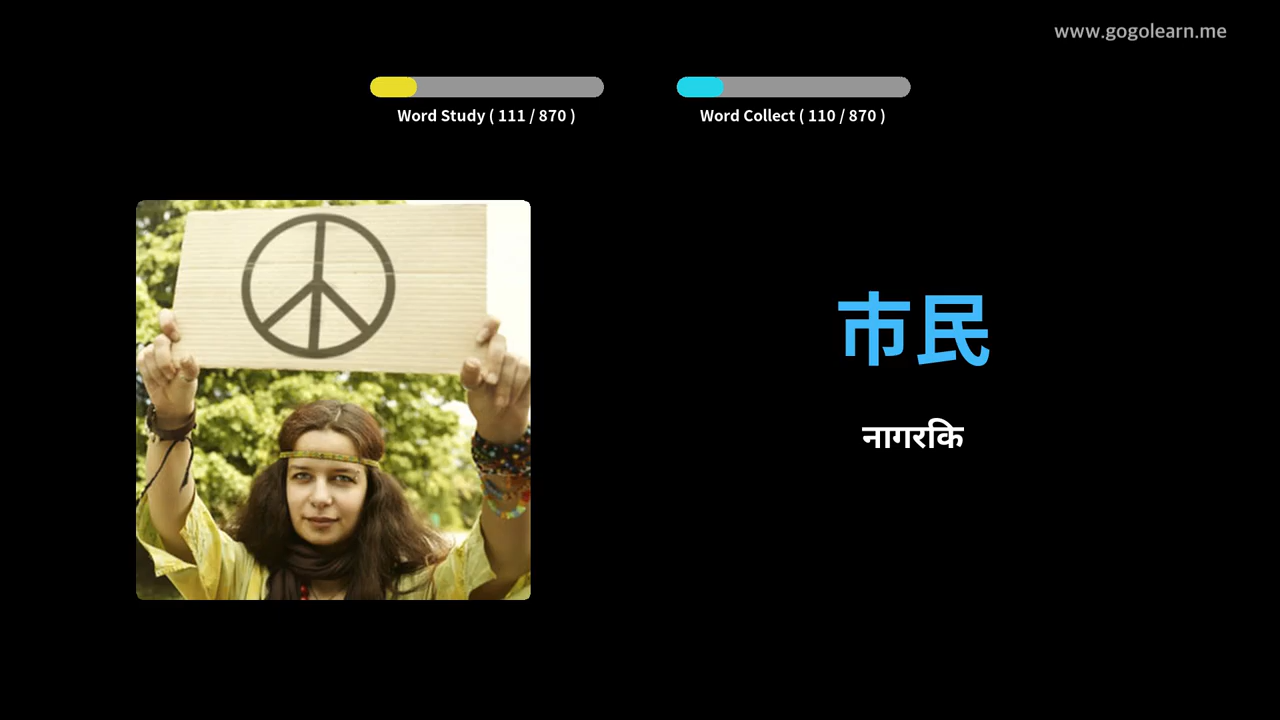 www.gogolearn.me
Word Study ( 111 / 870 )
Word Collect ( 110 / 870 )
市民
नागरकि